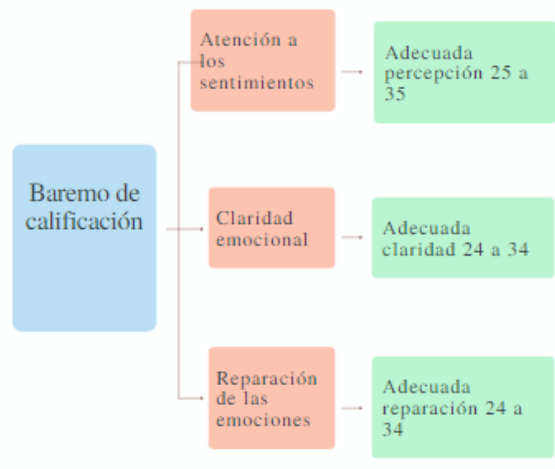 Baremo de
calificación
Atención a
los
sentimientos
Adecuada
percepción 25 a
35
Claridad
emocional
Adecuada
claridad 24 a 34
Reparación
de las
emociones
Adecuada
reparación 24 a
34